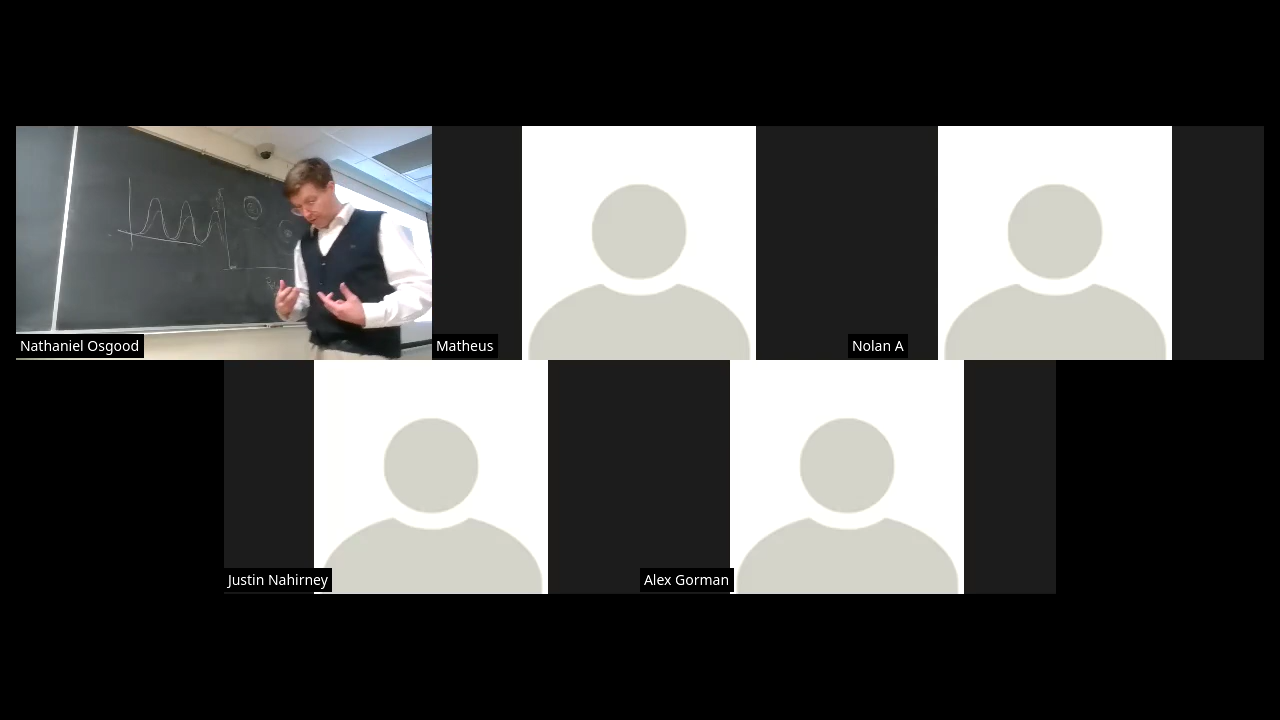 Nathaniel Osgood
Matheus
Nolan A
Justin Nahirney
Alex Gorman